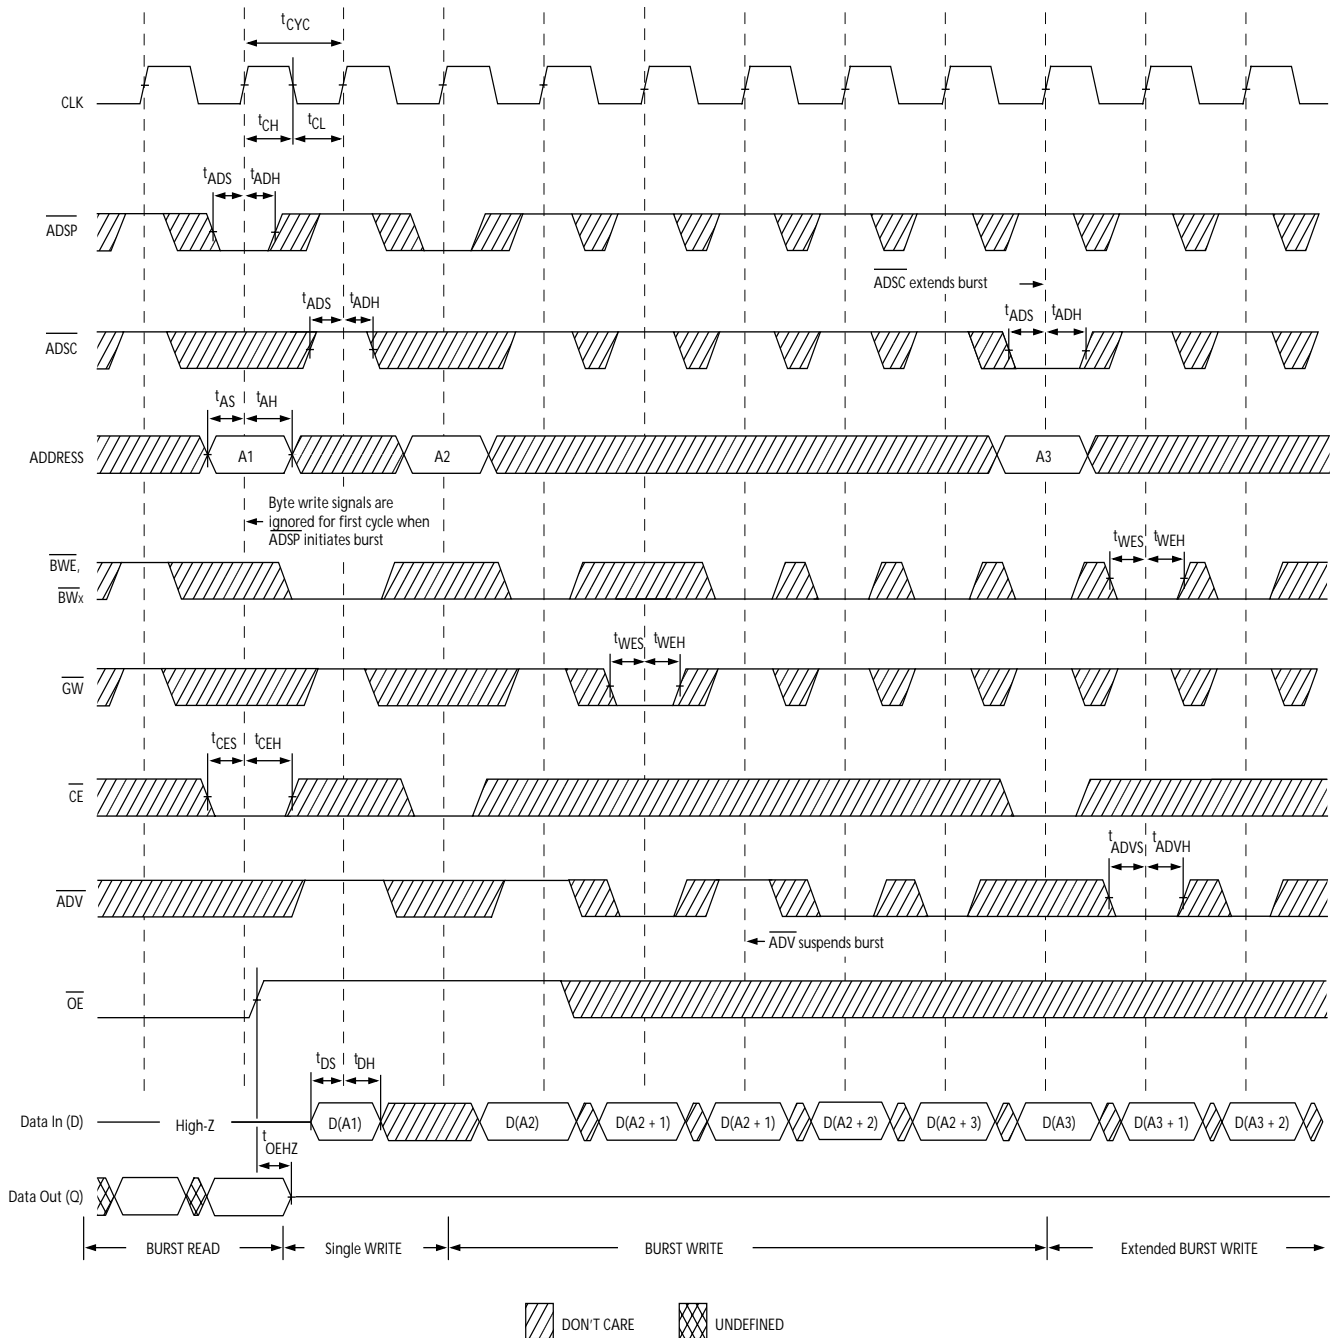 tCYC
CLK
tCH tCL
tADS tADH
ADSP
ADSC extends burst
tADS tADH
tADS tADH
ADSC
tAS tAH
ADDRESS
A1 A2 A3
Byte write signals are
ignored for first cycle when
ADSP initiates burst
BWE,
BWx
tWES tWEH
tWES tWEH
GW
tCES tCEH
CE
tADVS tADVH
ADV
ADV suspends burst
OE
tDS tDH
Data In (D) High-Z D(A1) D(A2) D(A2 + 1) D(A2 + 1) D(A2 + 2) D(A2 + 3) D(A3) D(A3 + 1) D(A3 + 2)
tOEHZ
Data Out (Q)
BURST READ Single WRITE BURST WRITE Extended BURST WRITE
DON'T CARE UNDEFINED